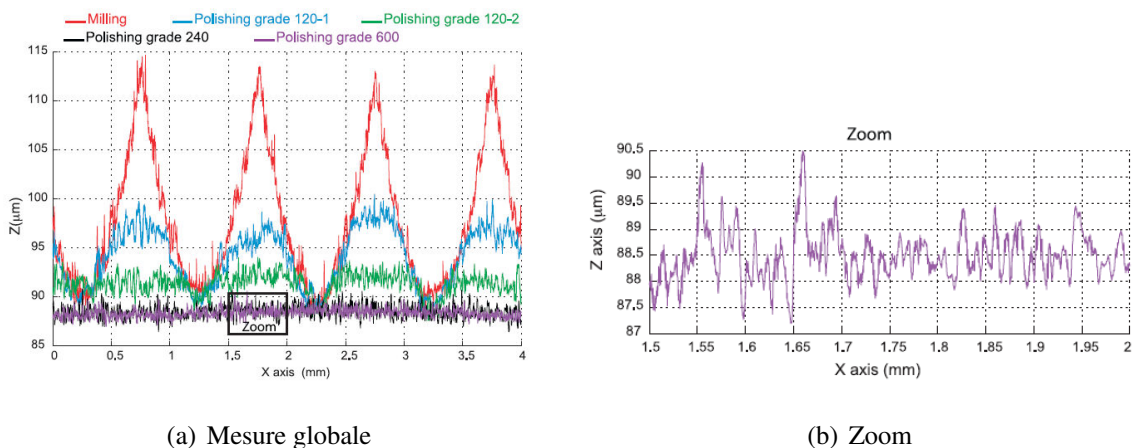 Milling Polishing grade 120-1 Polishing grade 120-2
Polishing grade 240 Polishing grade 600
115
110
105
100
95
90
85
Z(μm)
Zoom
0 0.5 1 1.5 2 2.5 3 3.5 4
X axis (mm)
(a) Mesure globale
Zoom
90.5
90
89.5
89
88.5
88
87.5
87
Z axis (μm)
1.5 1.55 1.6 1.65 1.7 1.75 1.8 1.85 1.9 1.95 2
X axis (mm)
(b) Zoom